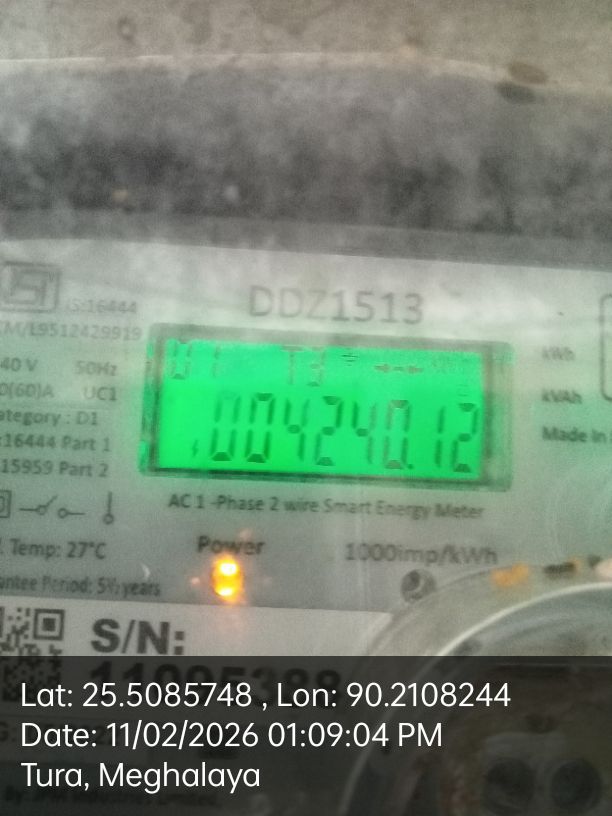 IS:16444
CM/L9512429919
DDZ1513
40 V 50Hz
0(60)A UC1
ategory : D1
:16444 Part 1
15959 Part 2
U1 T3
004240.12
kWh
kVAh
Made in
AC 1 -Phase 2 wire Smart Energy Meter
. Temp: 27°C
Power
1000imp/kWh
antee Period: 5½ years
S/N:
Lat: 25.5085748 , Lon: 90.2108244
Date: 11/02/2026 01:09:04 PM
Tura, Meghalaya